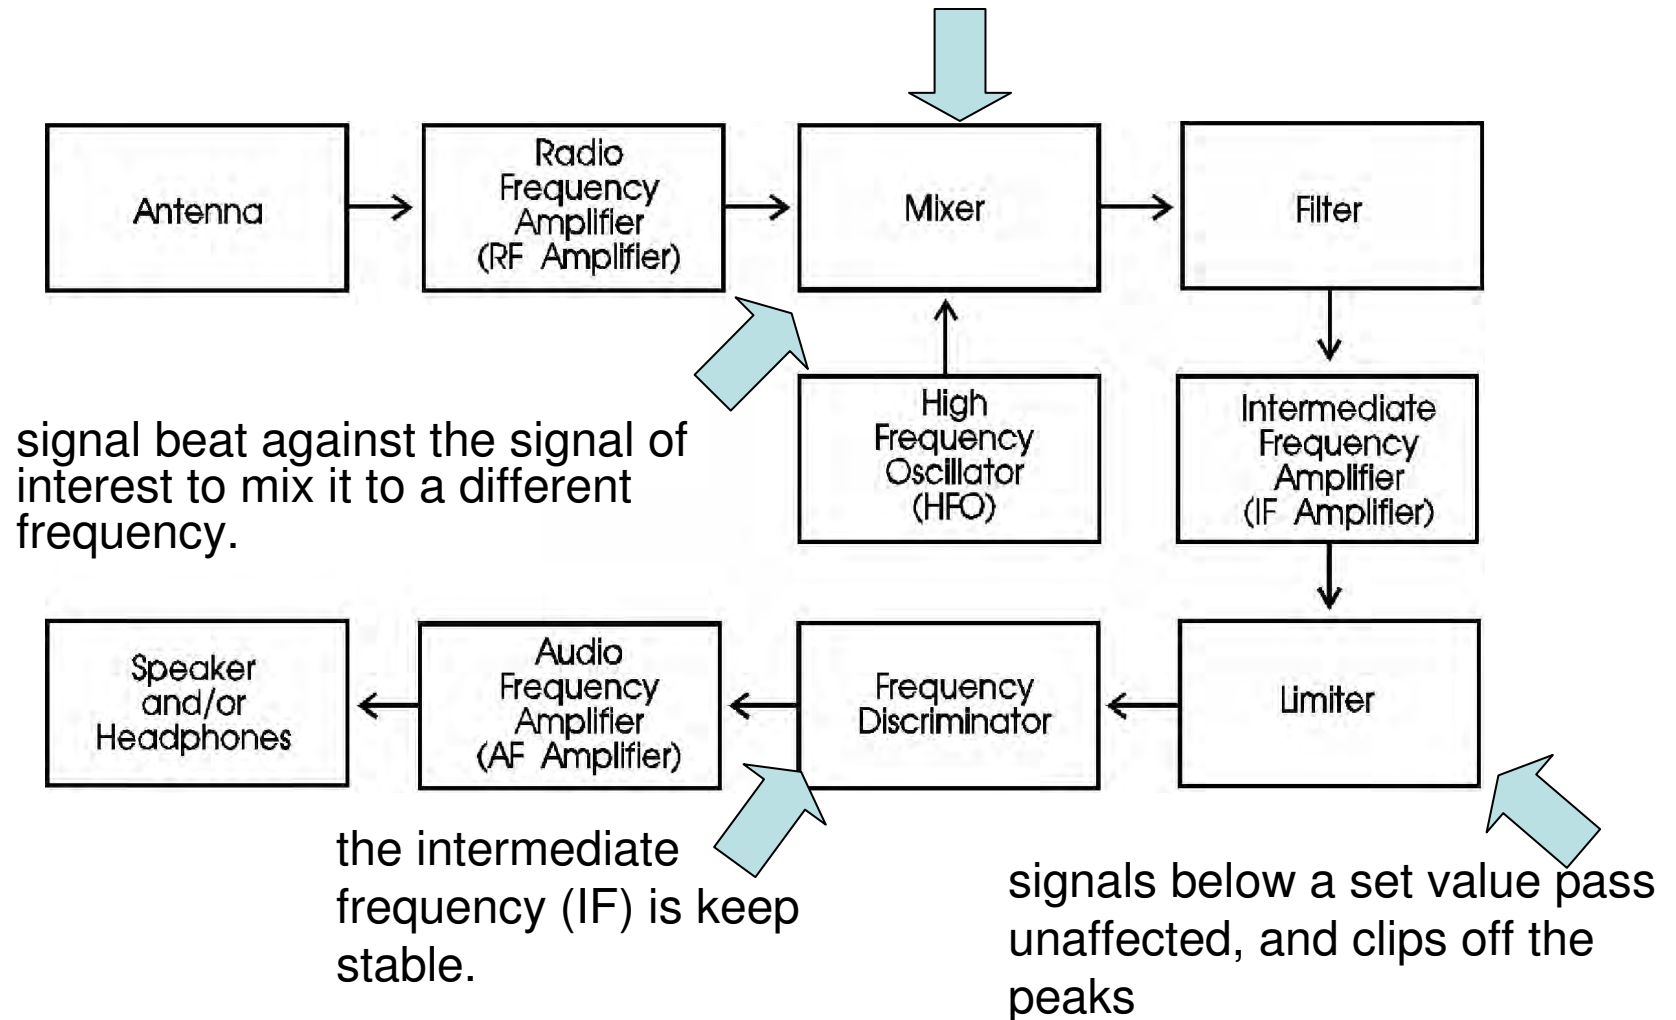 Antenna
Radio
Frequency
Amplifier
(RF Amplifier)
Mixer
Filter
signal beat against the signal of
interest to mix it to a different
frequency.
High
Frequency
Oscillator
(HFO)
Intermediate
Frequency
Amplifier
(IF Amplifier)
Speaker
and/or
Headphones
Audio
Frequency
Amplifier
(AF Amplifier)
Frequency
Discriminator
Limiter
the intermediate
frequency (IF) is keep
stable.
signals below a set value pass
unaffected, and clips off the
peaks